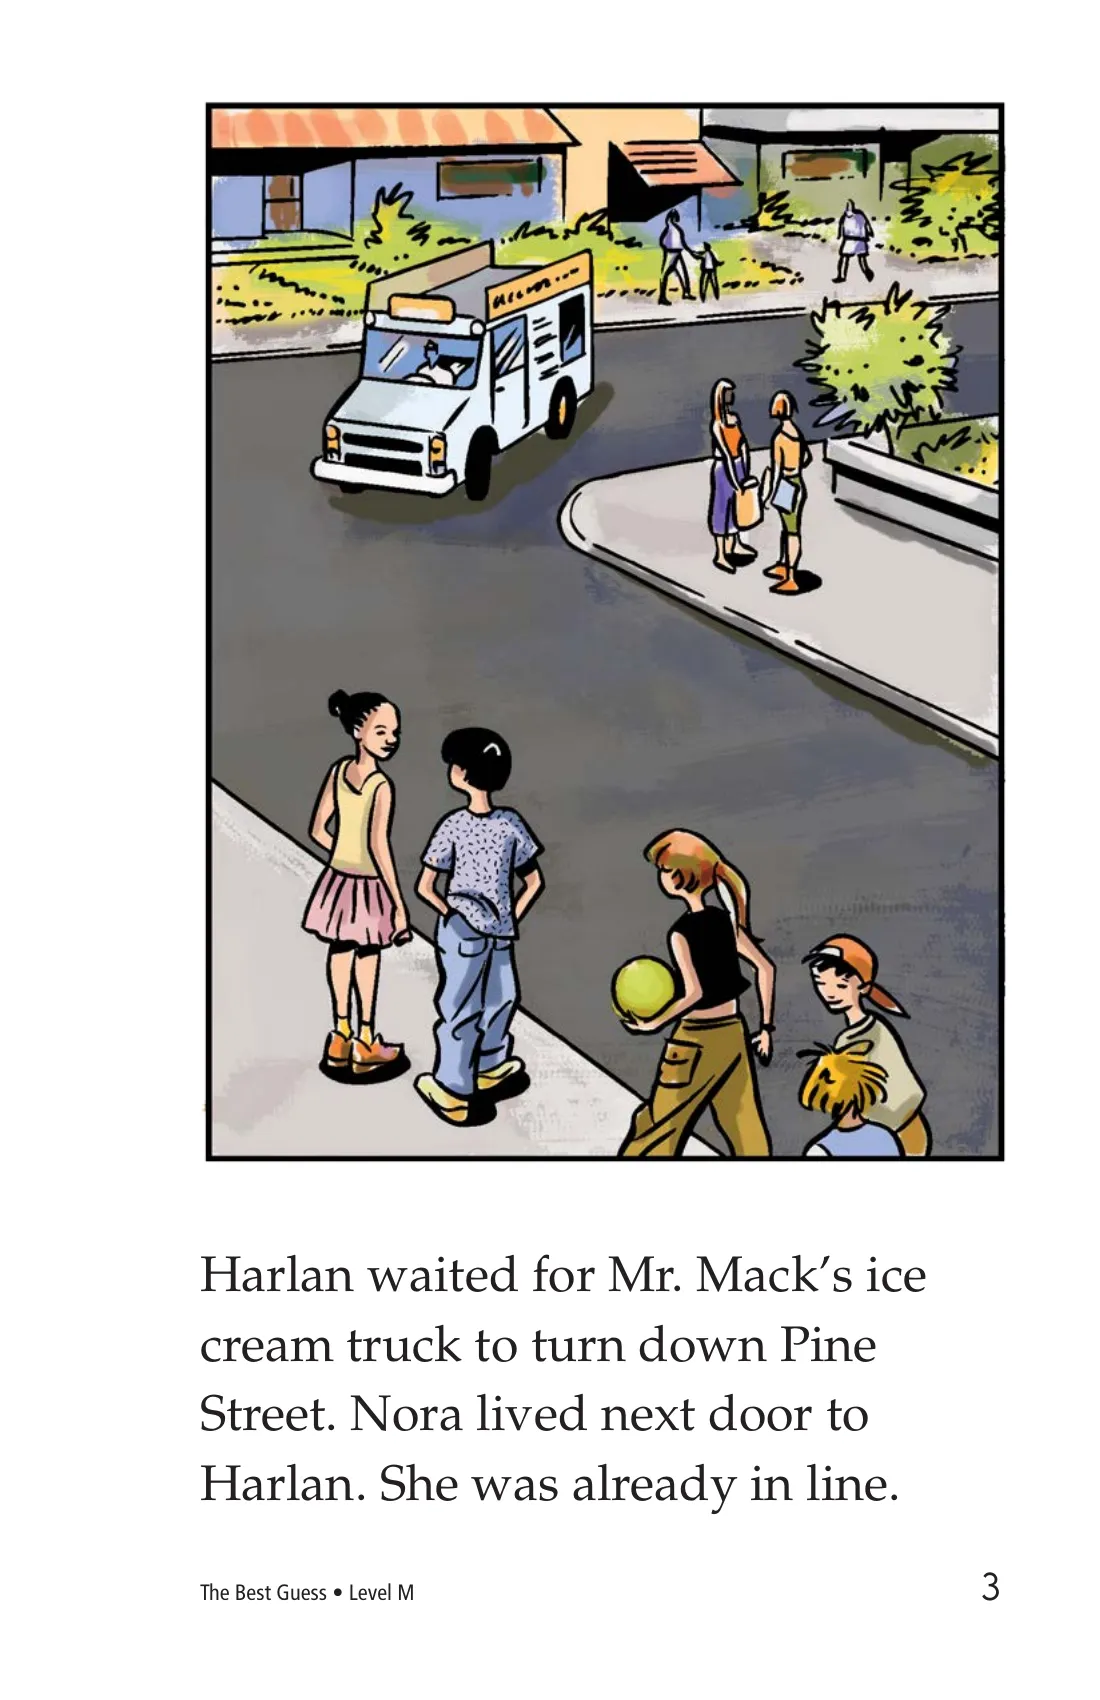 Harlan waited for Mr. Mack’s ice
cream truck to turn down Pine
Street. Nora lived next door to
Harlan. She was already in line.
The Best Guess • Level M
3